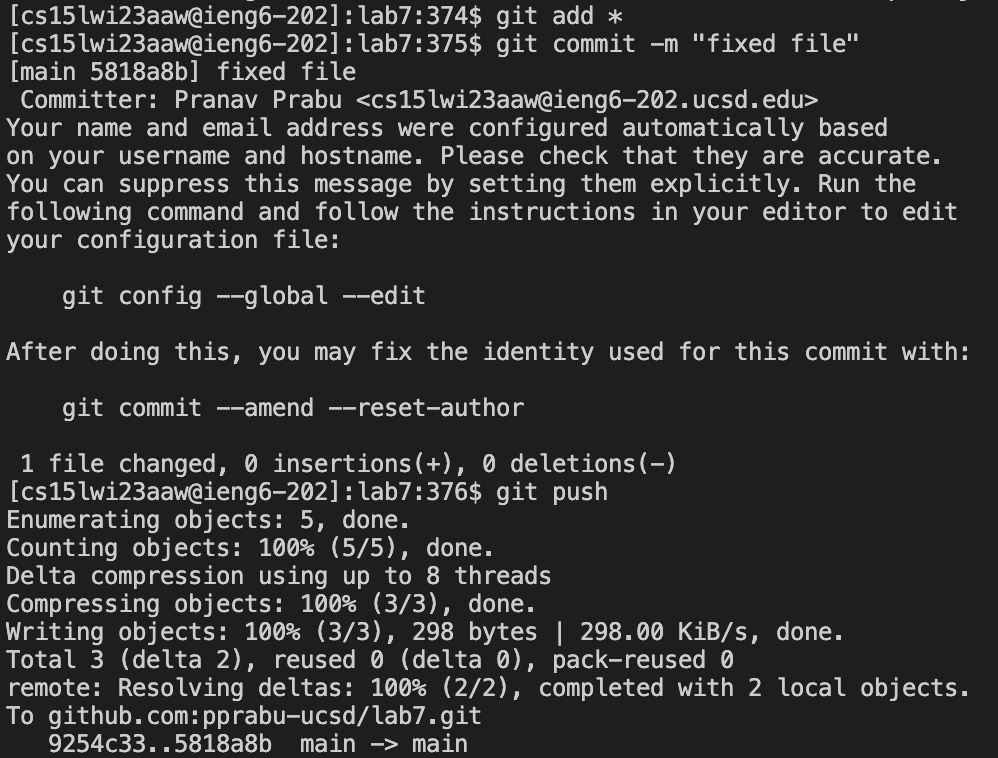 [cs15lwi23aaw@ieng6-202]:lab7:374$ git add *
[cs15lwi23aaw@ieng6-202]:lab7:375$ git commit -m "fixed file"
[main 5818a8b] fixed file
 Committer: Pranav Prabu <cs15lwi23aaw@ieng6-202.ucsd.edu>
Your name and email address were configured automatically based
on your username and hostname. Please check that they are accurate.
You can suppress this message by setting them explicitly. Run the
following command and follow the instructions in your editor to edit
your configuration file:

    git config --global --edit

After doing this, you may fix the identity used for this commit with:

    git commit --amend --reset-author

 1 file changed, 0 insertions(+), 0 deletions(-)
[cs15lwi23aaw@ieng6-202]:lab7:376$ git push
Enumerating objects: 5, done.
Counting objects: 100% (5/5), done.
Delta compression using up to 8 threads
Compressing objects: 100% (3/3), done.
Writing objects: 100% (3/3), 298 bytes | 298.00 KiB/s, done.
Total 3 (delta 2), reused 0 (delta 0), pack-reused 0
remote: Resolving deltas: 100% (2/2), completed with 2 local objects.
To github.com:pprabu-ucsd/lab7.git
   9254c33..5818a8b  main -> main